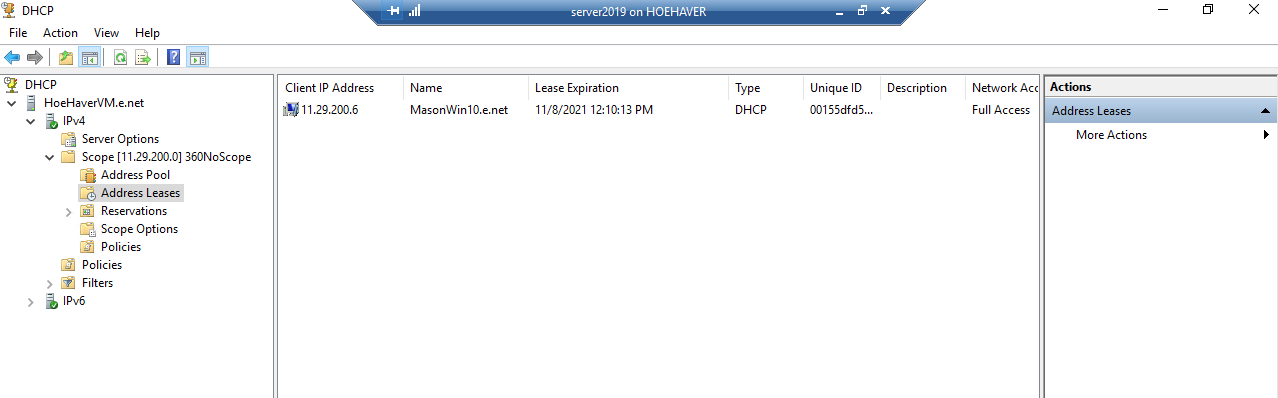 DHCP
server2019 on HOEHAVER
File Action View Help
DHCP
HoeHaverVM.e.net
IPv4
Server Options
Scope [11.29.200.0] 360NoScope
Address Pool
Address Leases
Reservations
Scope Options
Policies
Policies
Filters
IPv6
Client IP Address Name Lease Expiration Type Unique ID Description Network Acc
11.29.200.6 MasonWin10.e.net 11/8/2021 12:10:13 PM DHCP 00155dfd5... Full Access
Actions
Address Leases
More Actions